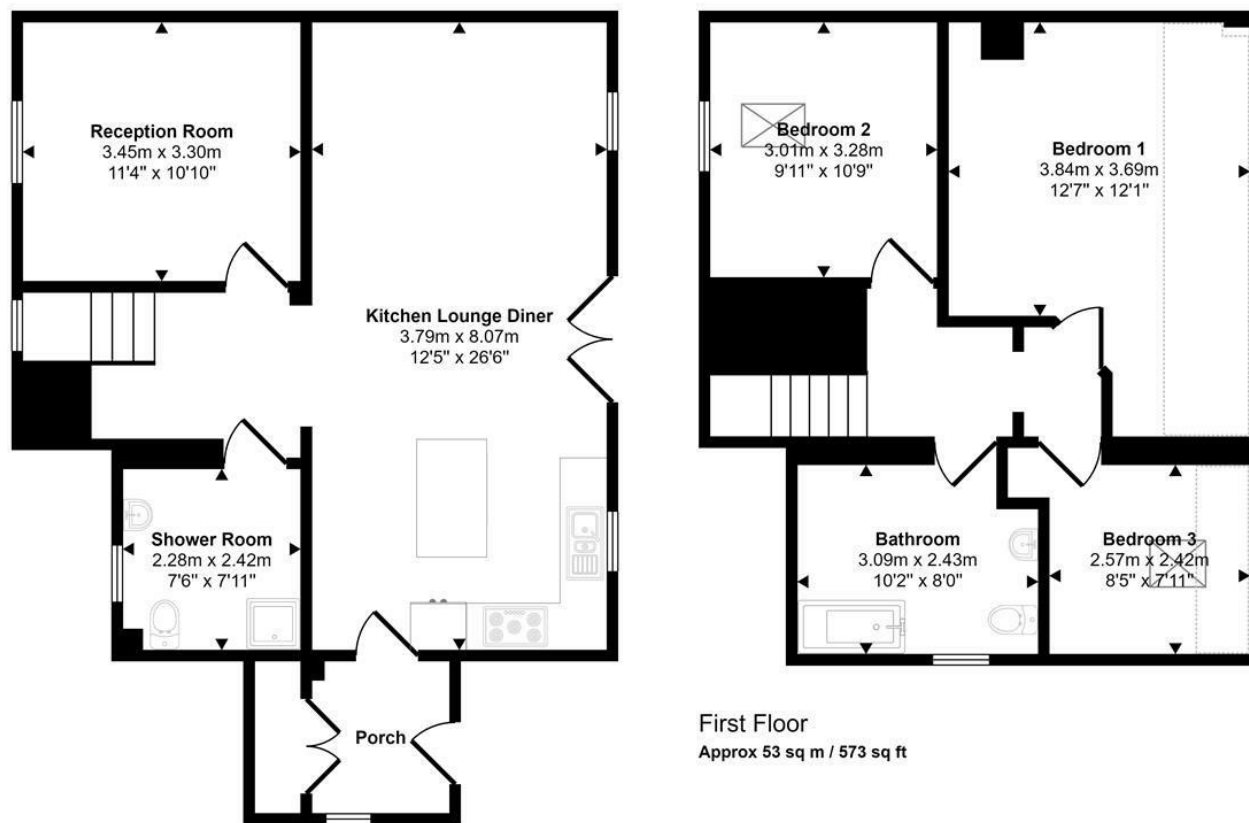 Reception Room
3.45m x 3.30m
11'4" x 10'10"
Kitchen Lounge Diner
3.79m x 8.07m
12'5" x 26'6"
Shower Room
2.28m x 2.42m
7'6" x 7'11"
Porch
Bedroom 2
3.01m x 3.28m
9'11" x 10'9"
Bedroom 1
3.84m x 3.69m
12'7" x 12'1"
Bathroom
3.09m x 2.43m
10'2" x 8'0"
Bedroom 3
2.57m x 2.42m
8'5" x 7'11"
First Floor
Approx 53 sq m / 573 sq ft